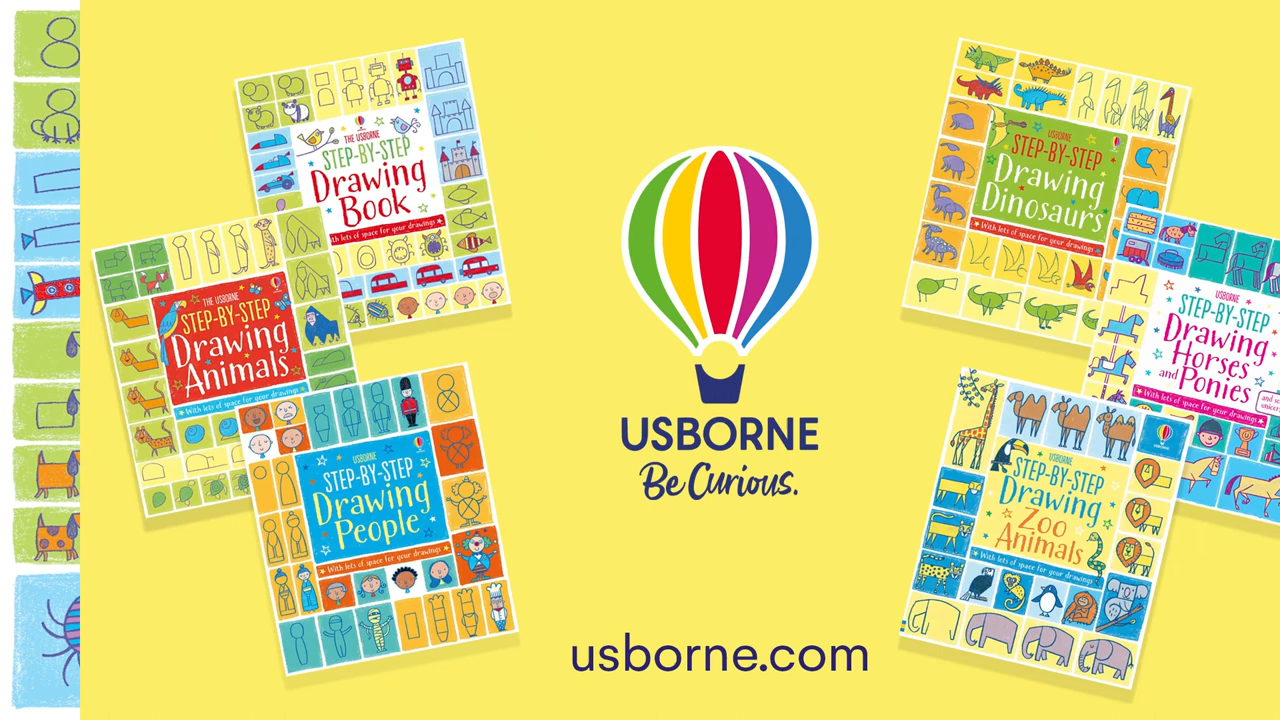 THE USBORNE
STEP-BY-STEP
Drawing
Book
ith lots of space for your drawings
THE USBORNE
STEP-BY-STEP
Drawing
Animals
With lots of space for your drawings
USBORNE
STEP-BY-STEP
Drawing
People
With lots of space for your drawings
USBORNE
Be Curious.
usborne.com
USBORNE
STEP-BY-STEP
Drawing
Dinosaurs
With lots of space for your drawings
USBORNE
STEP-BY-STEP
Drawing
Horses
and Ponies
With lots of space for your drawings
USBORNE
STEP-BY-STEP
Drawing
Zoo
Animals
With lots of space for your drawings